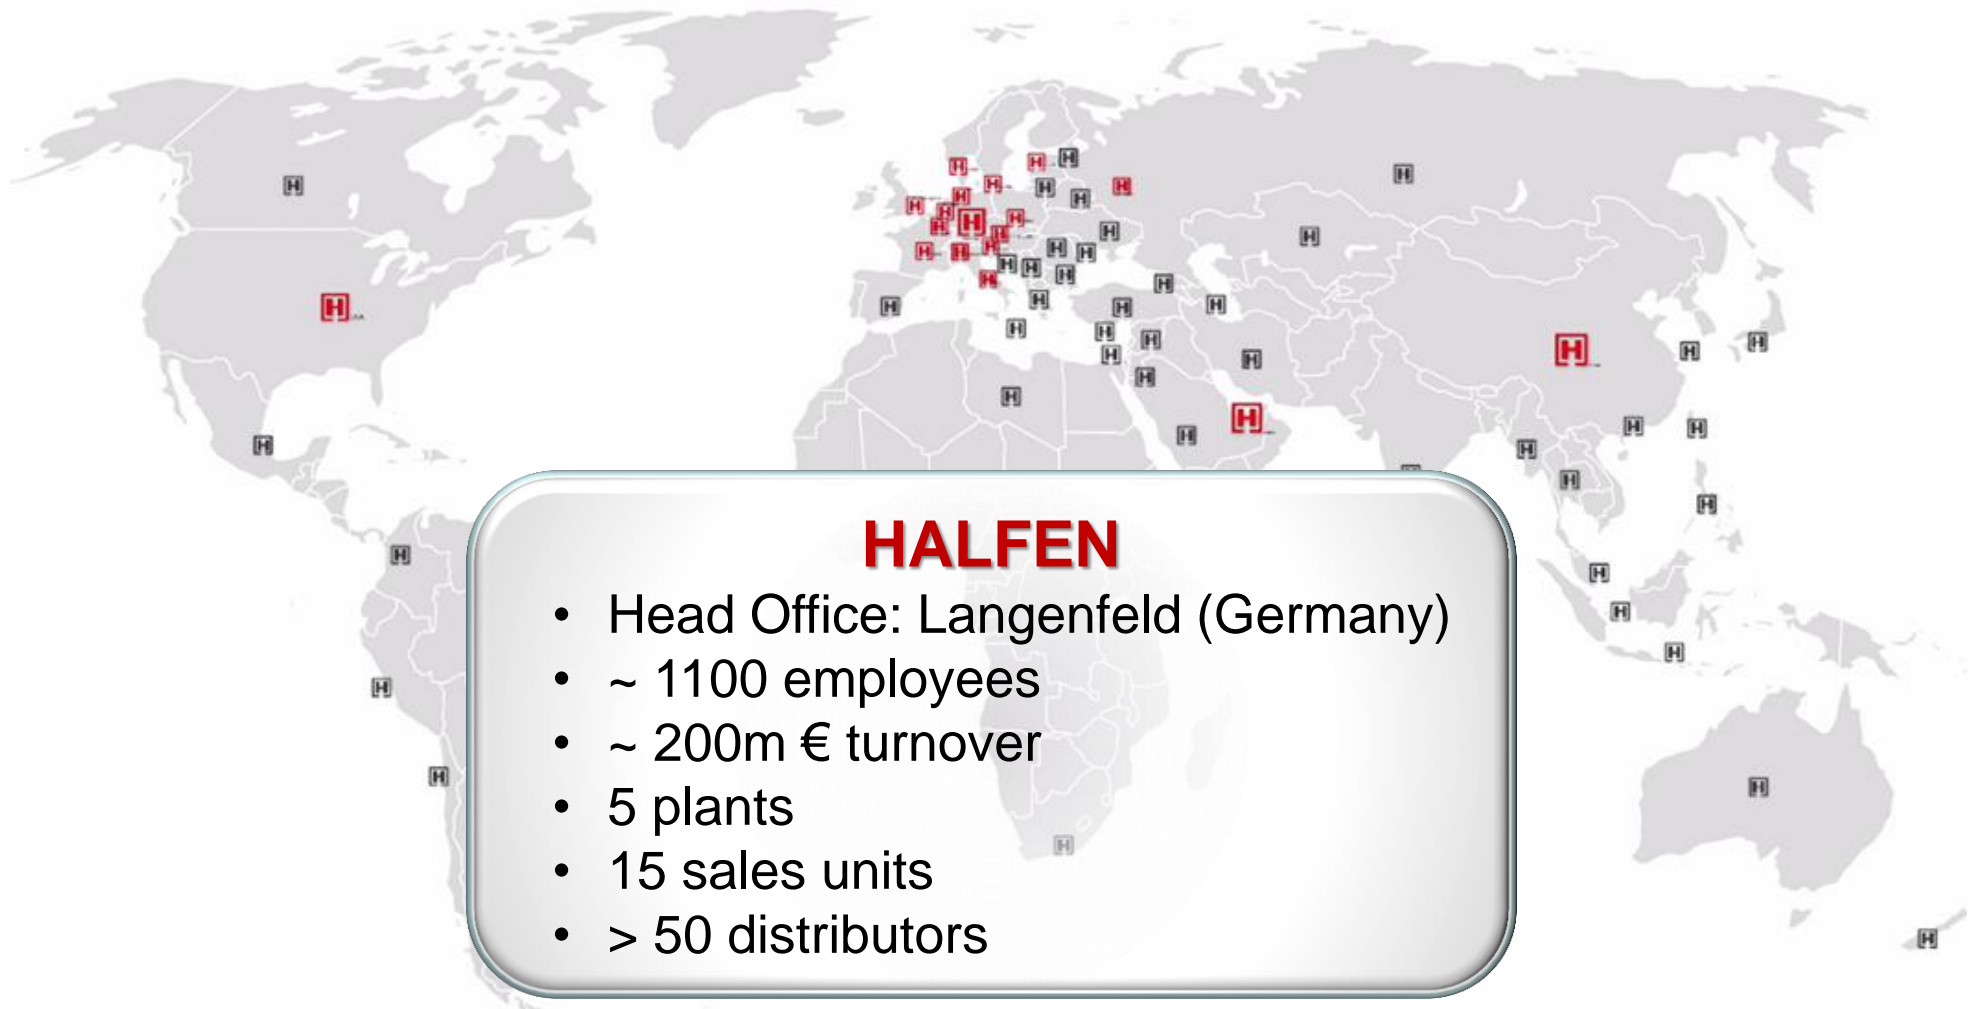 HALFEN
• Head Office: Langenfeld (Germany)
• ~ 1100 employees
• ~ 200m € turnover
• 5 plants
• 15 sales units
• > 50 distributors